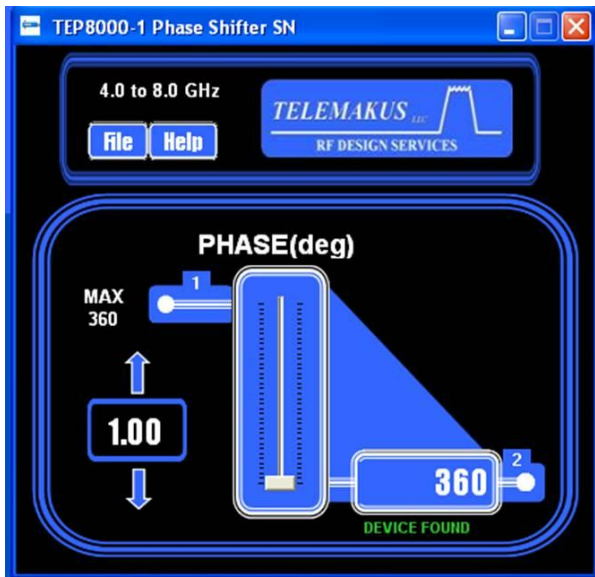 TEP8000-1 Phase Shifter SN
4.0 to 8.0 GHz
File Help
TELEMAKUS LLC
RF DESIGN SERVICES
PHASE(deg)
1
MAX
360
1.00
360
2
DEVICE FOUND